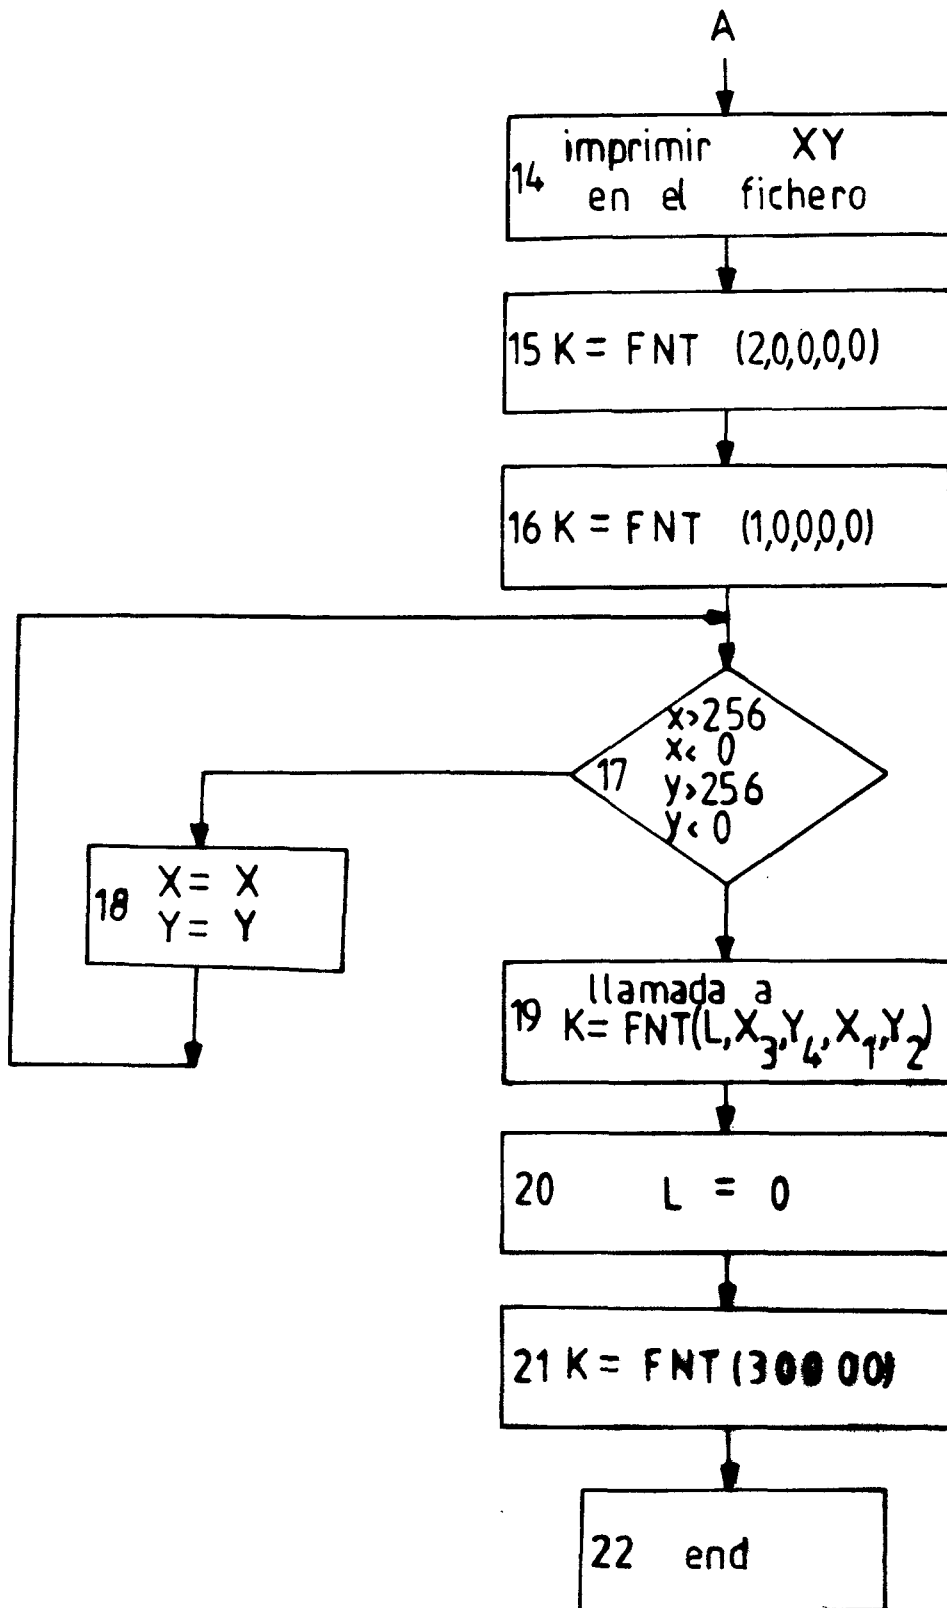 A
14 imprimir XY
en el fichero
15 K = FNT (2,0,0,0,0)
16 K = FNT (1,0,0,0,0)
17
x>256
x< 0
y>256
y< 0
18
X = X
Y = Y
19
llamada a
K= FNT(L,X3,Y4,X1,Y2)
20 L = 0
21 K = FNT (30000)
22 end